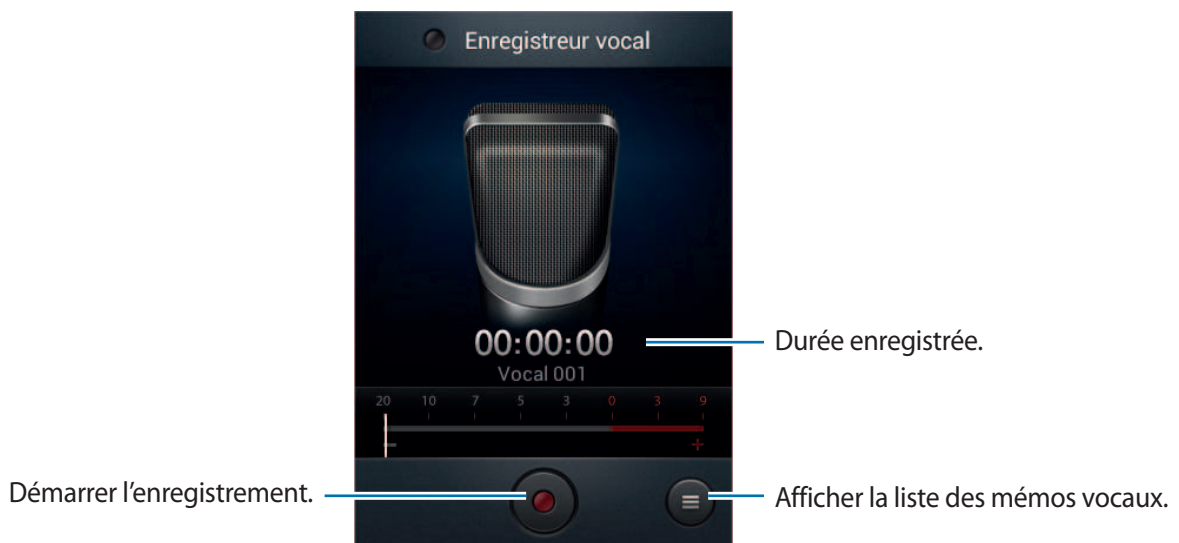 Enregistreur vocal
00:00:00
Durée enregistrée.
Vocal 001
20 10 7 5 3 0 3 9
− +
Démarrer l’enregistrement.
Afficher la liste des mémos vocaux.